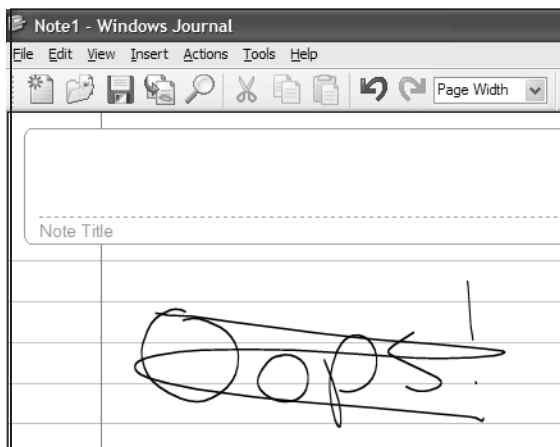 Note1 - Windows Journal
File Edit View Insert Actions Tools Help
Page Width
Note Title
Oops!